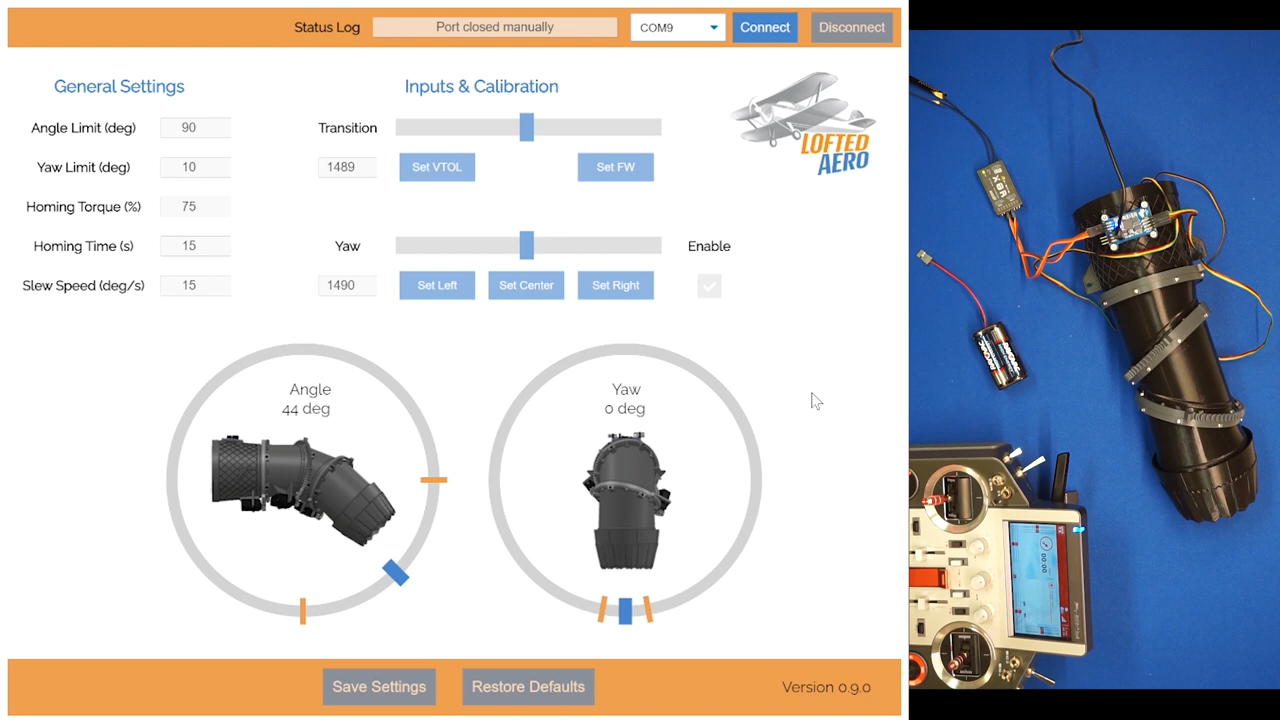 Status Log
Port closed manually
COM9
Connect
Disconnect
General Settings
Inputs & Calibration
Angle Limit (deg)
90
Transition
LOFTED
AERO
Yaw Limit (deg)
10
1489
Set VTOL
Set FW
Homing Torque (%)
75
Homing Time (s)
15
Yaw
Enable
Slew Speed (deg/s)
15
1490
Set Left
Set Center
Set Right
Angle
44 deg
Yaw
0 deg
Save Settings
Restore Defaults
Version 0.9.0
X8R
00:00